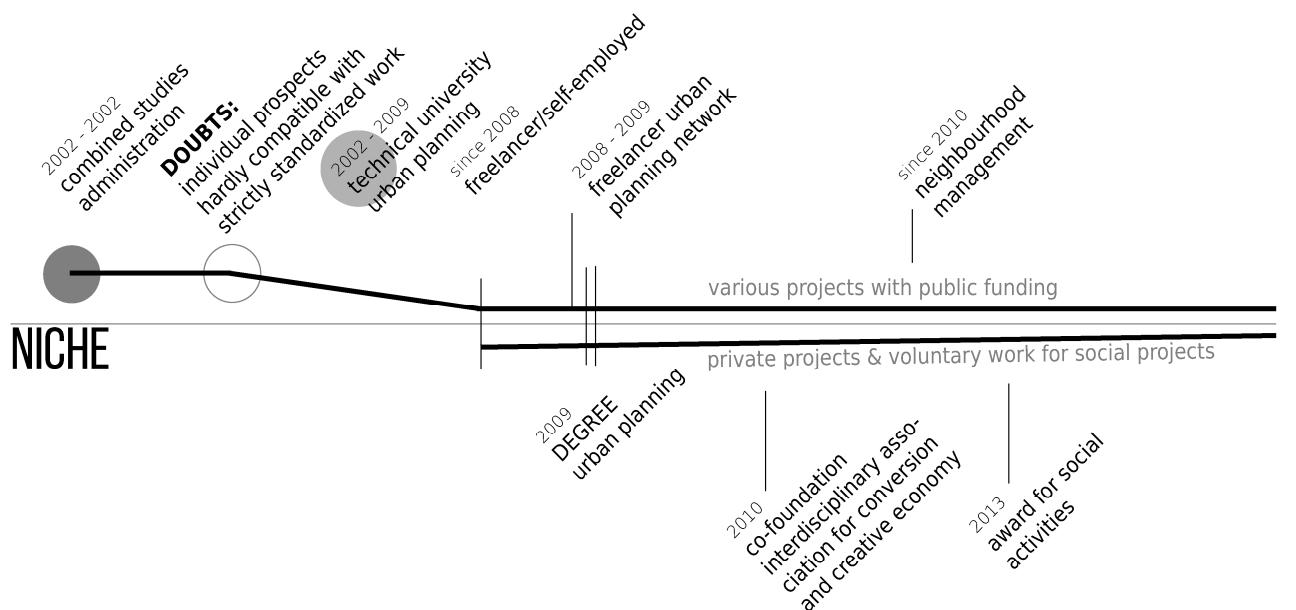 2002 - 2002
combined studies
administration
DOUBTS:
individual prospects
hardly compatible with
strictly standardized work
2002 - 2009
technical university
urban planning
since 2008
freelancer/self-employed
2008 - 2009
freelancer urban
planning network
since 2010
neighbourhood
management
various projects with public funding
NICHE
private projects & voluntary work for social projects
2009
DEGREE
urban planning
2010
co-foundation
interdisciplinary asso-
ciation for conversion
and creative economy
2013
award for social
activities